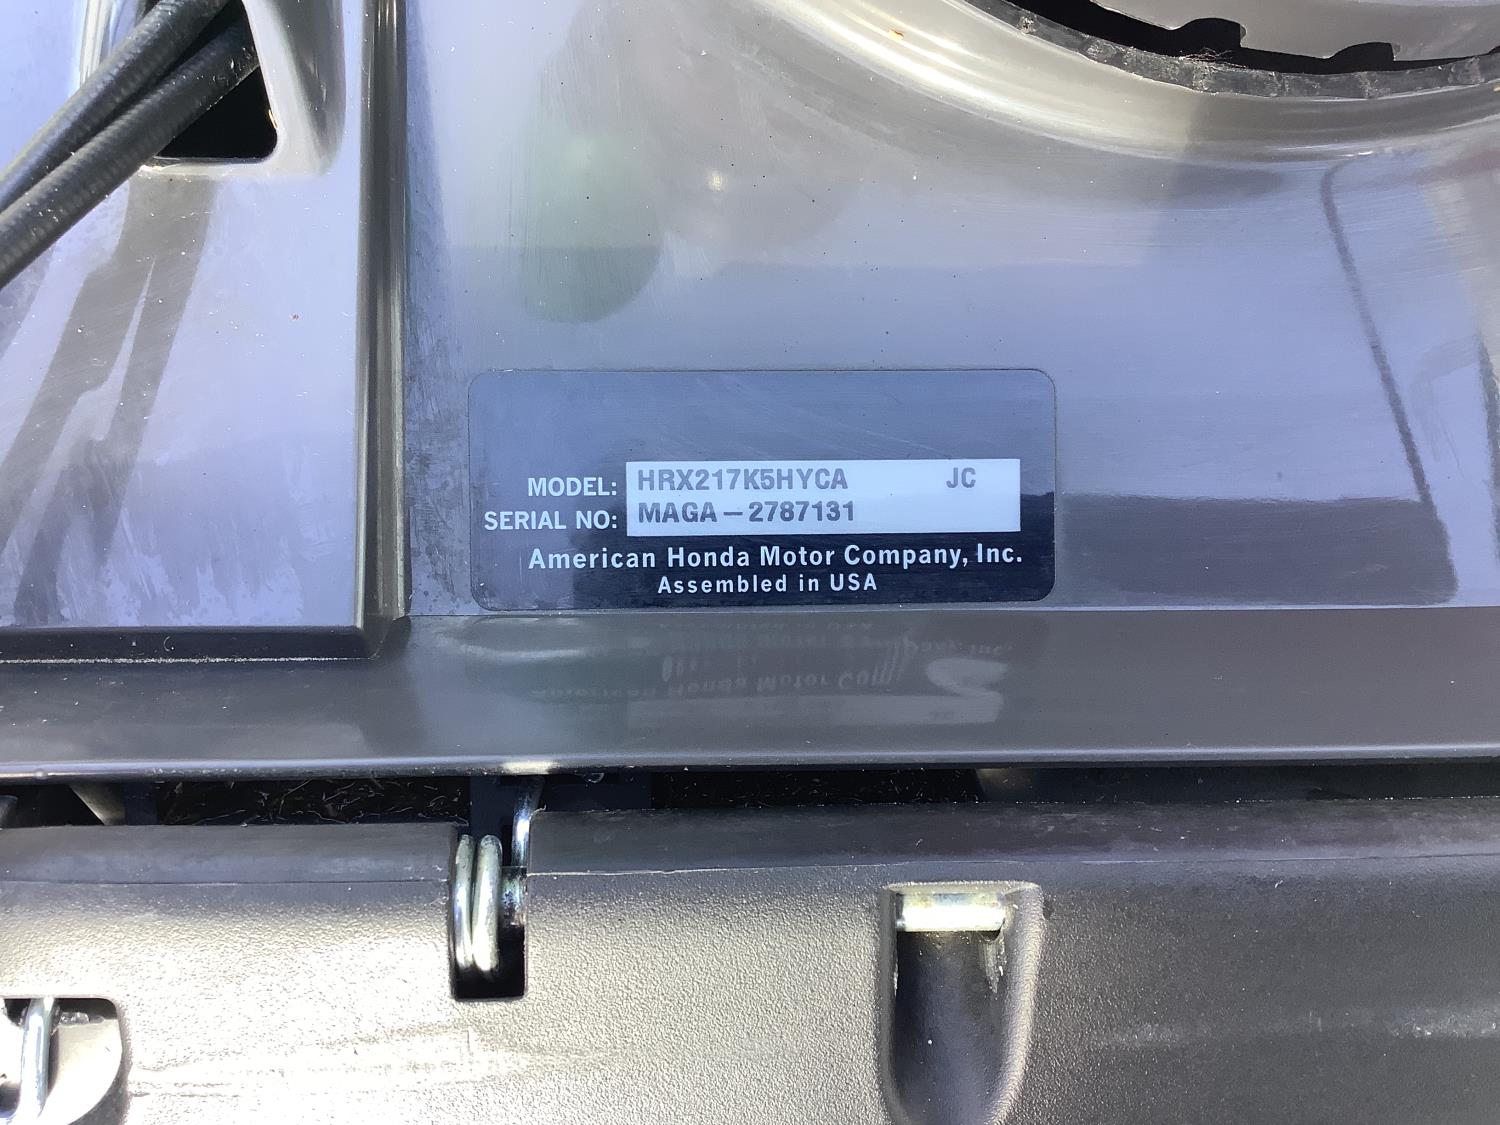 MODEL: HRX217K5HYCA JC
SERIAL NO: MAGA-2787131
American Honda Motor Company, Inc.
Assembled in USA